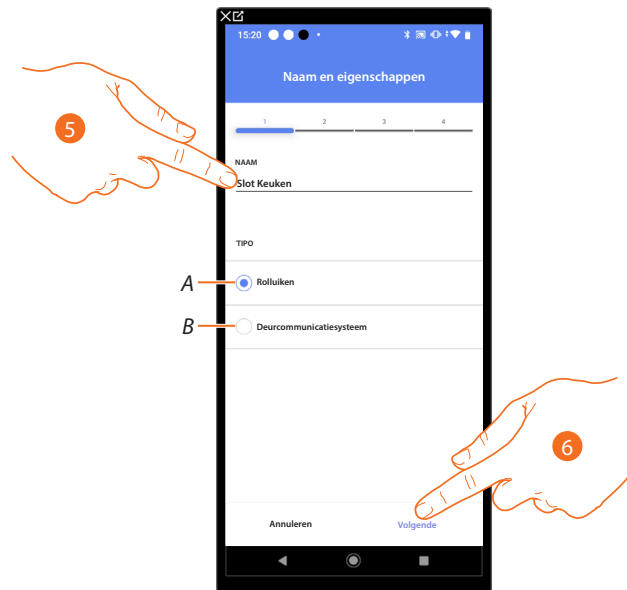 15:20
Naam en eigenschappen
1 2 3 4
NAAM
Slot Keuken
TIPO
A
Rolluiken
B
Deurcommunicatiesysteem
Annuleren
Volgende
5
6